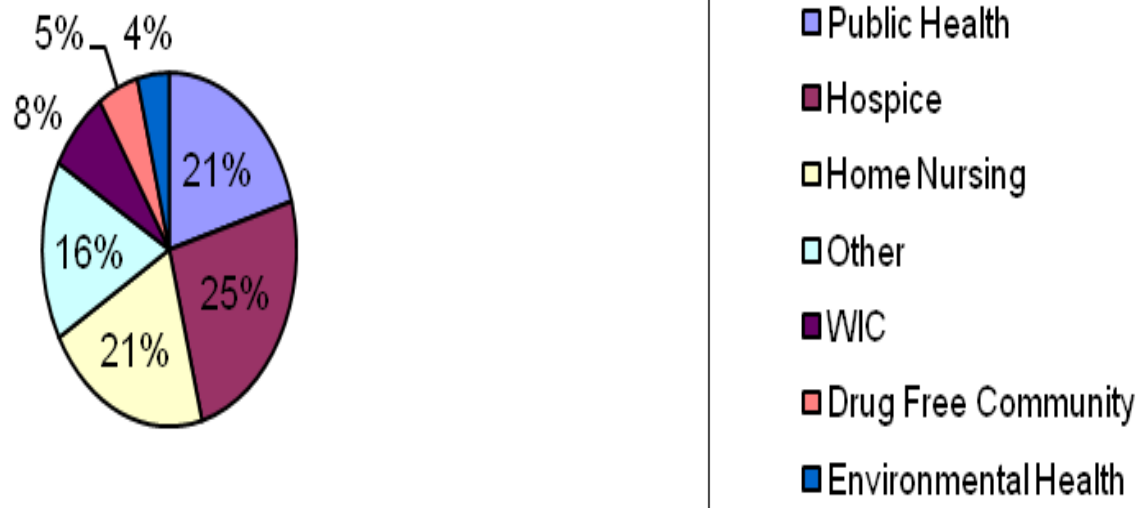 5% 4%
8%
21%
16%
25%
21%
Public Health
Hospice
Home Nursing
Other
WIC
Drug Free Community
Environmental Health